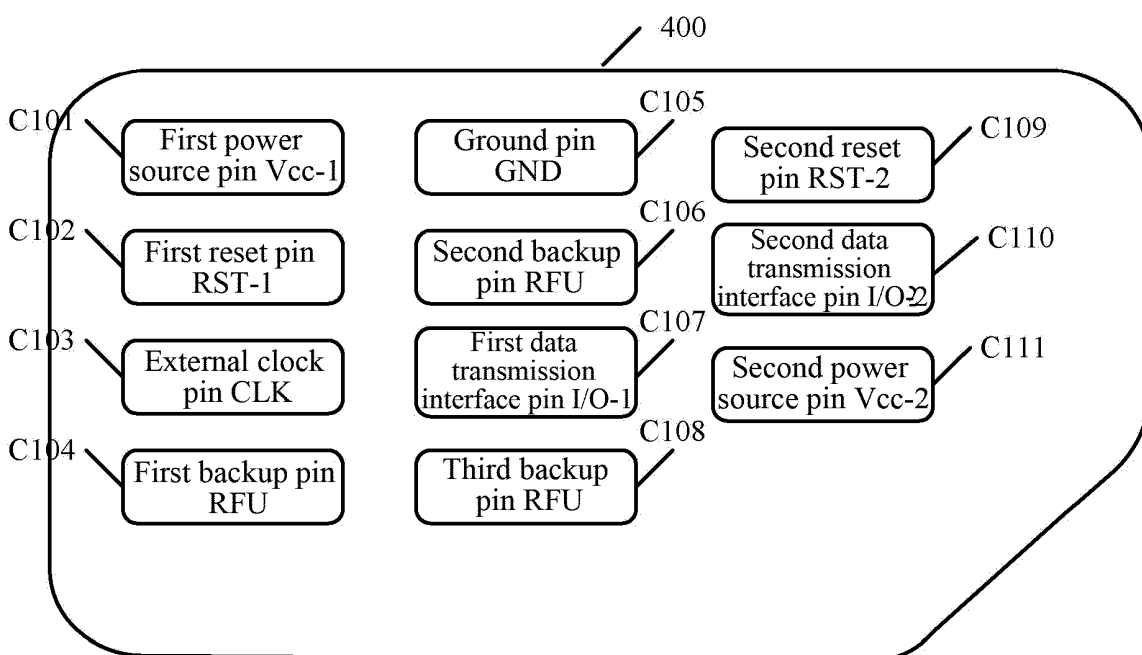 400
C101
First power
source pin Vcc-1
C102
First reset pin
RST-1
C103
External clock
pin CLK
C104
First backup pin
RFU
C105
Ground pin
GND
C106
Second backup
pin RFU
C107
First data
transmission
interface pin I/O-1
C108
Third backup
pin RFU
C109
Second reset
pin RST-2
C110
Second data
transmission
interface pin I/O-2
C111
Second power
source pin Vcc-2